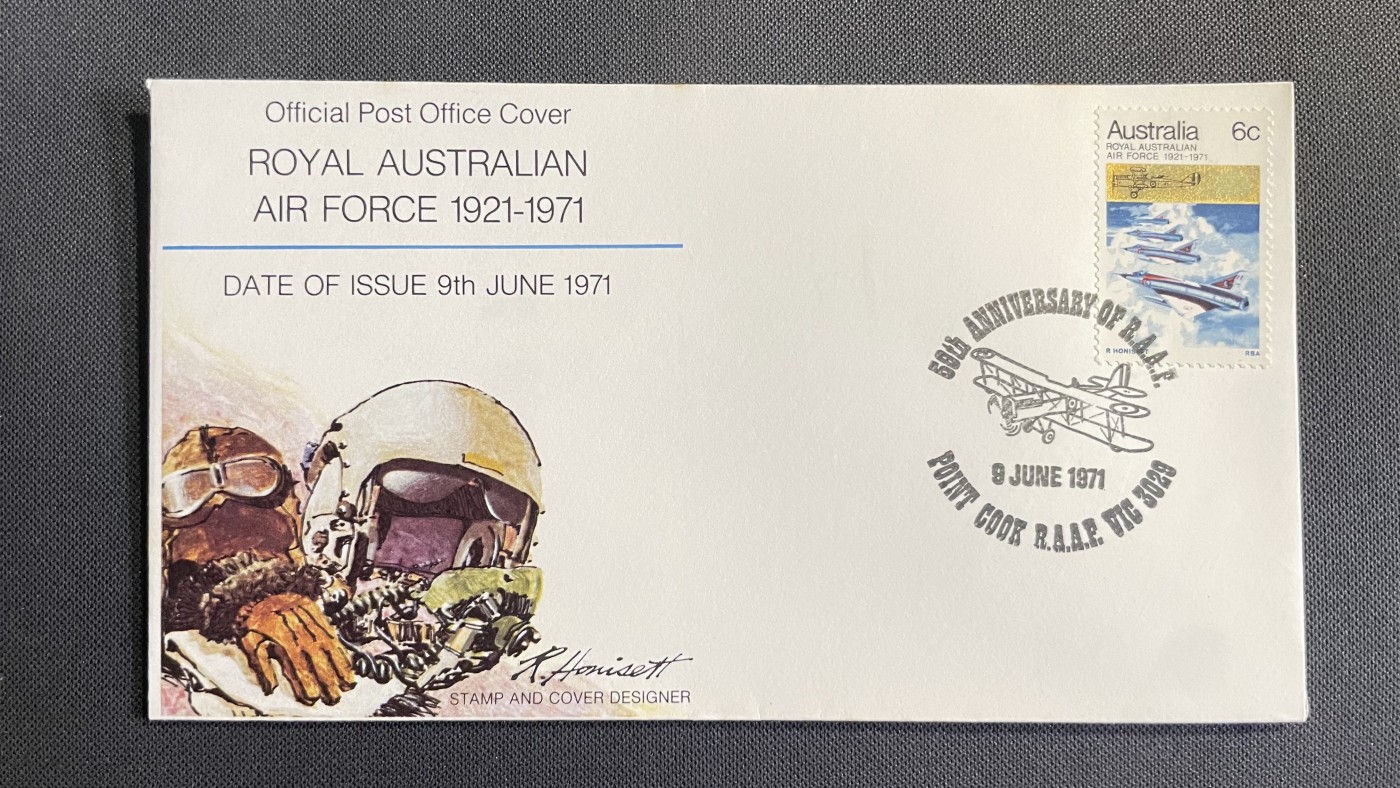 Official Post Office Cover
ROYAL AUSTRALIAN
AIR FORCE 1921-1971
DATE OF ISSUE 9th JUNE 1971
R. Honisett
STAMP AND COVER DESIGNER
Australia 6c
ROYAL AUSTRALIAN
AIR FORCE 1921-1971
R HONISETT RBA
50th ANNIVERSARY OF R.A.A.F.
9 JUNE 1971
POINT COOK R.A.A.F. VIC 3029